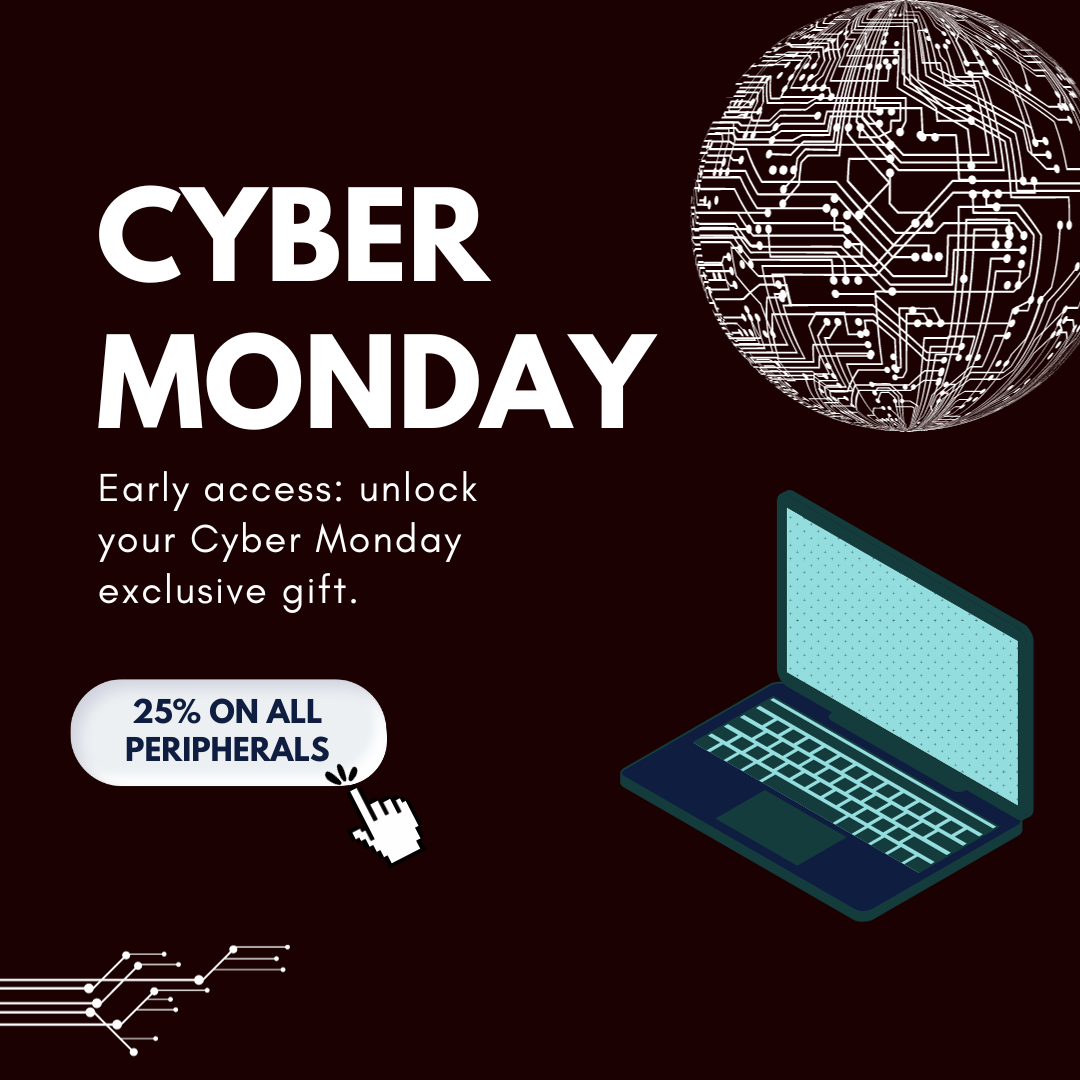 CYBER
MONDAY
Early access: unlock
your Cyber Monday
exclusive gift.
25% ON ALL
PERIPHERALS